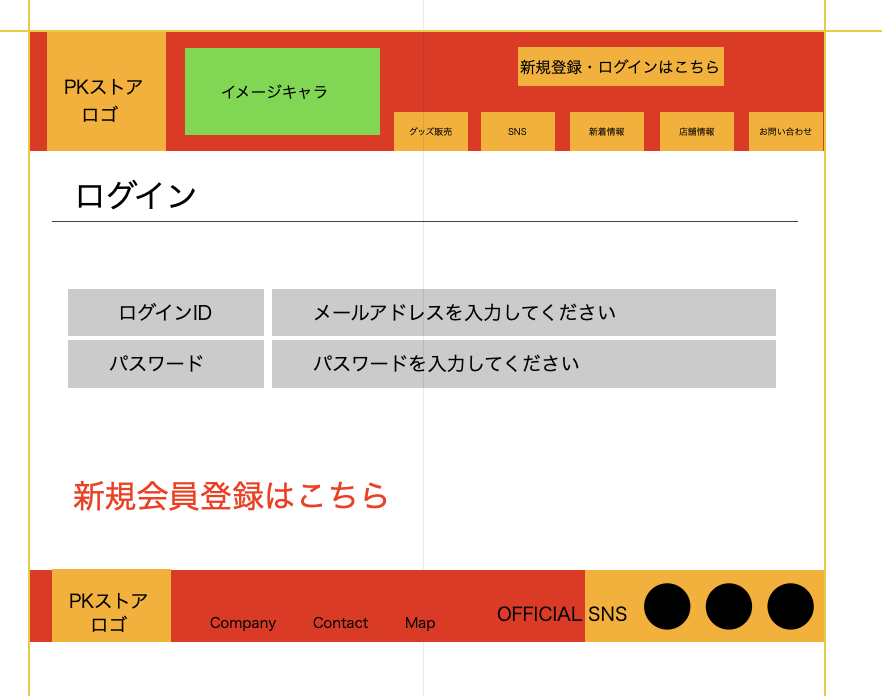 PKストア
ロゴ
イメージキャラ
新規登録・ログインはこちら
グッズ販売
SNS
新着情報
店舗情報
お問い合わせ
ログイン
ログインID
メールアドレスを入力してください
パスワード
パスワードを入力してください
新規会員登録はこちら
PKストア
ロゴ
Company
Contact
Map
OFFICIAL SNS